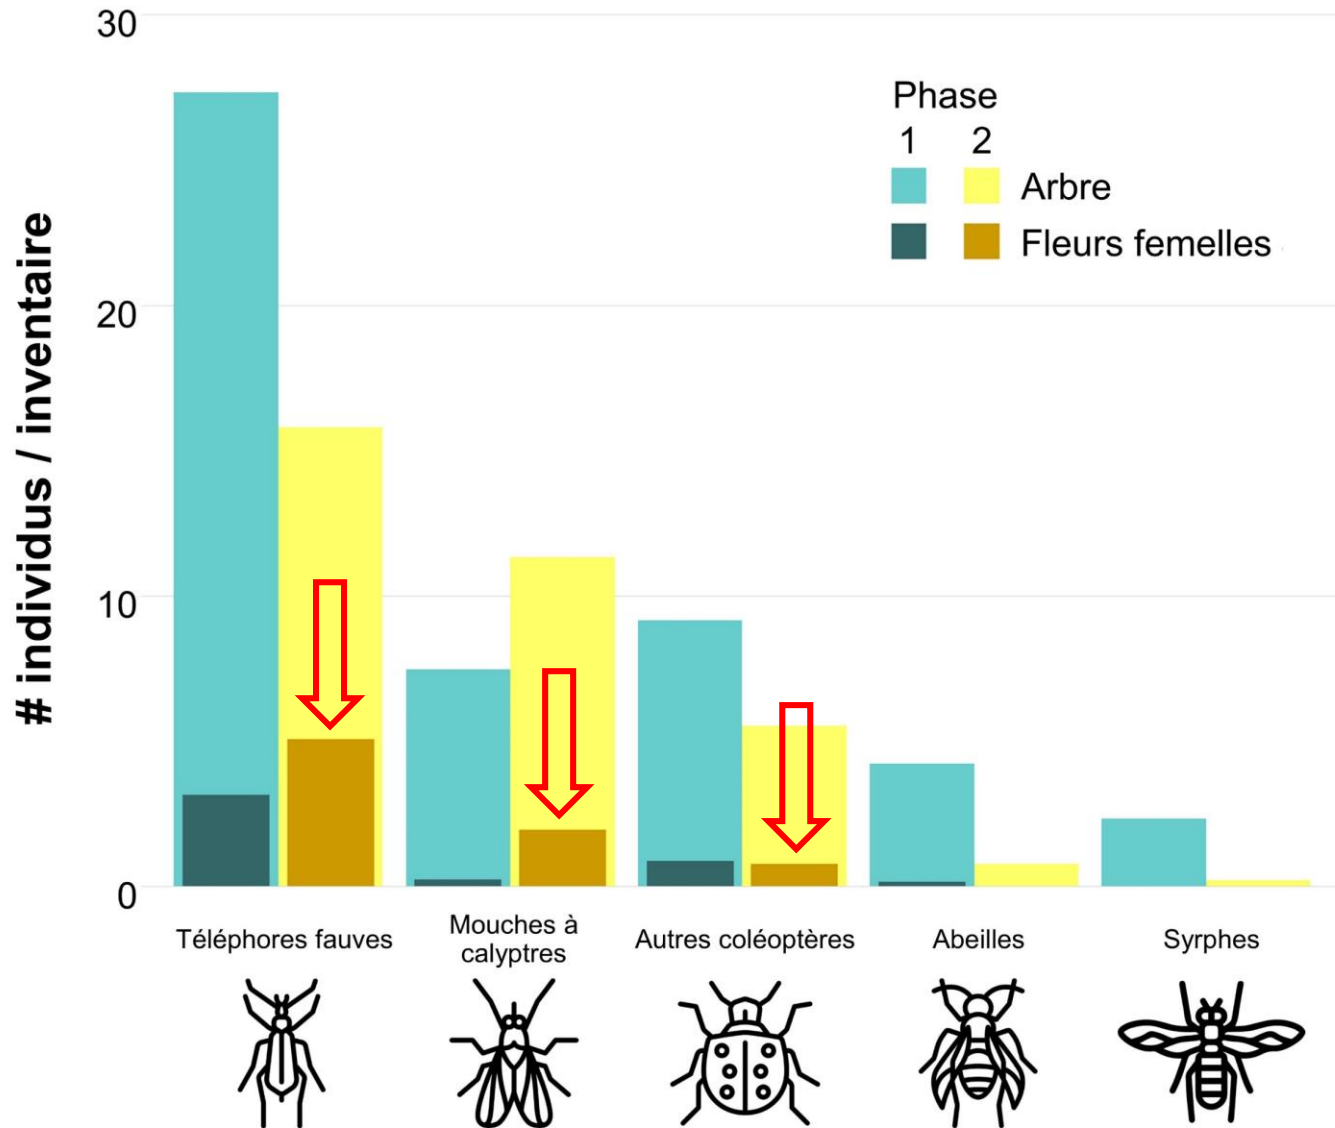 30
20
10
0
# individus / inventaire
Phase
1 2
Arbre
Fleurs femelles
Téléphores fauves
Mouches à
calyptres
Autres coléoptères
Abeilles
Syrphes